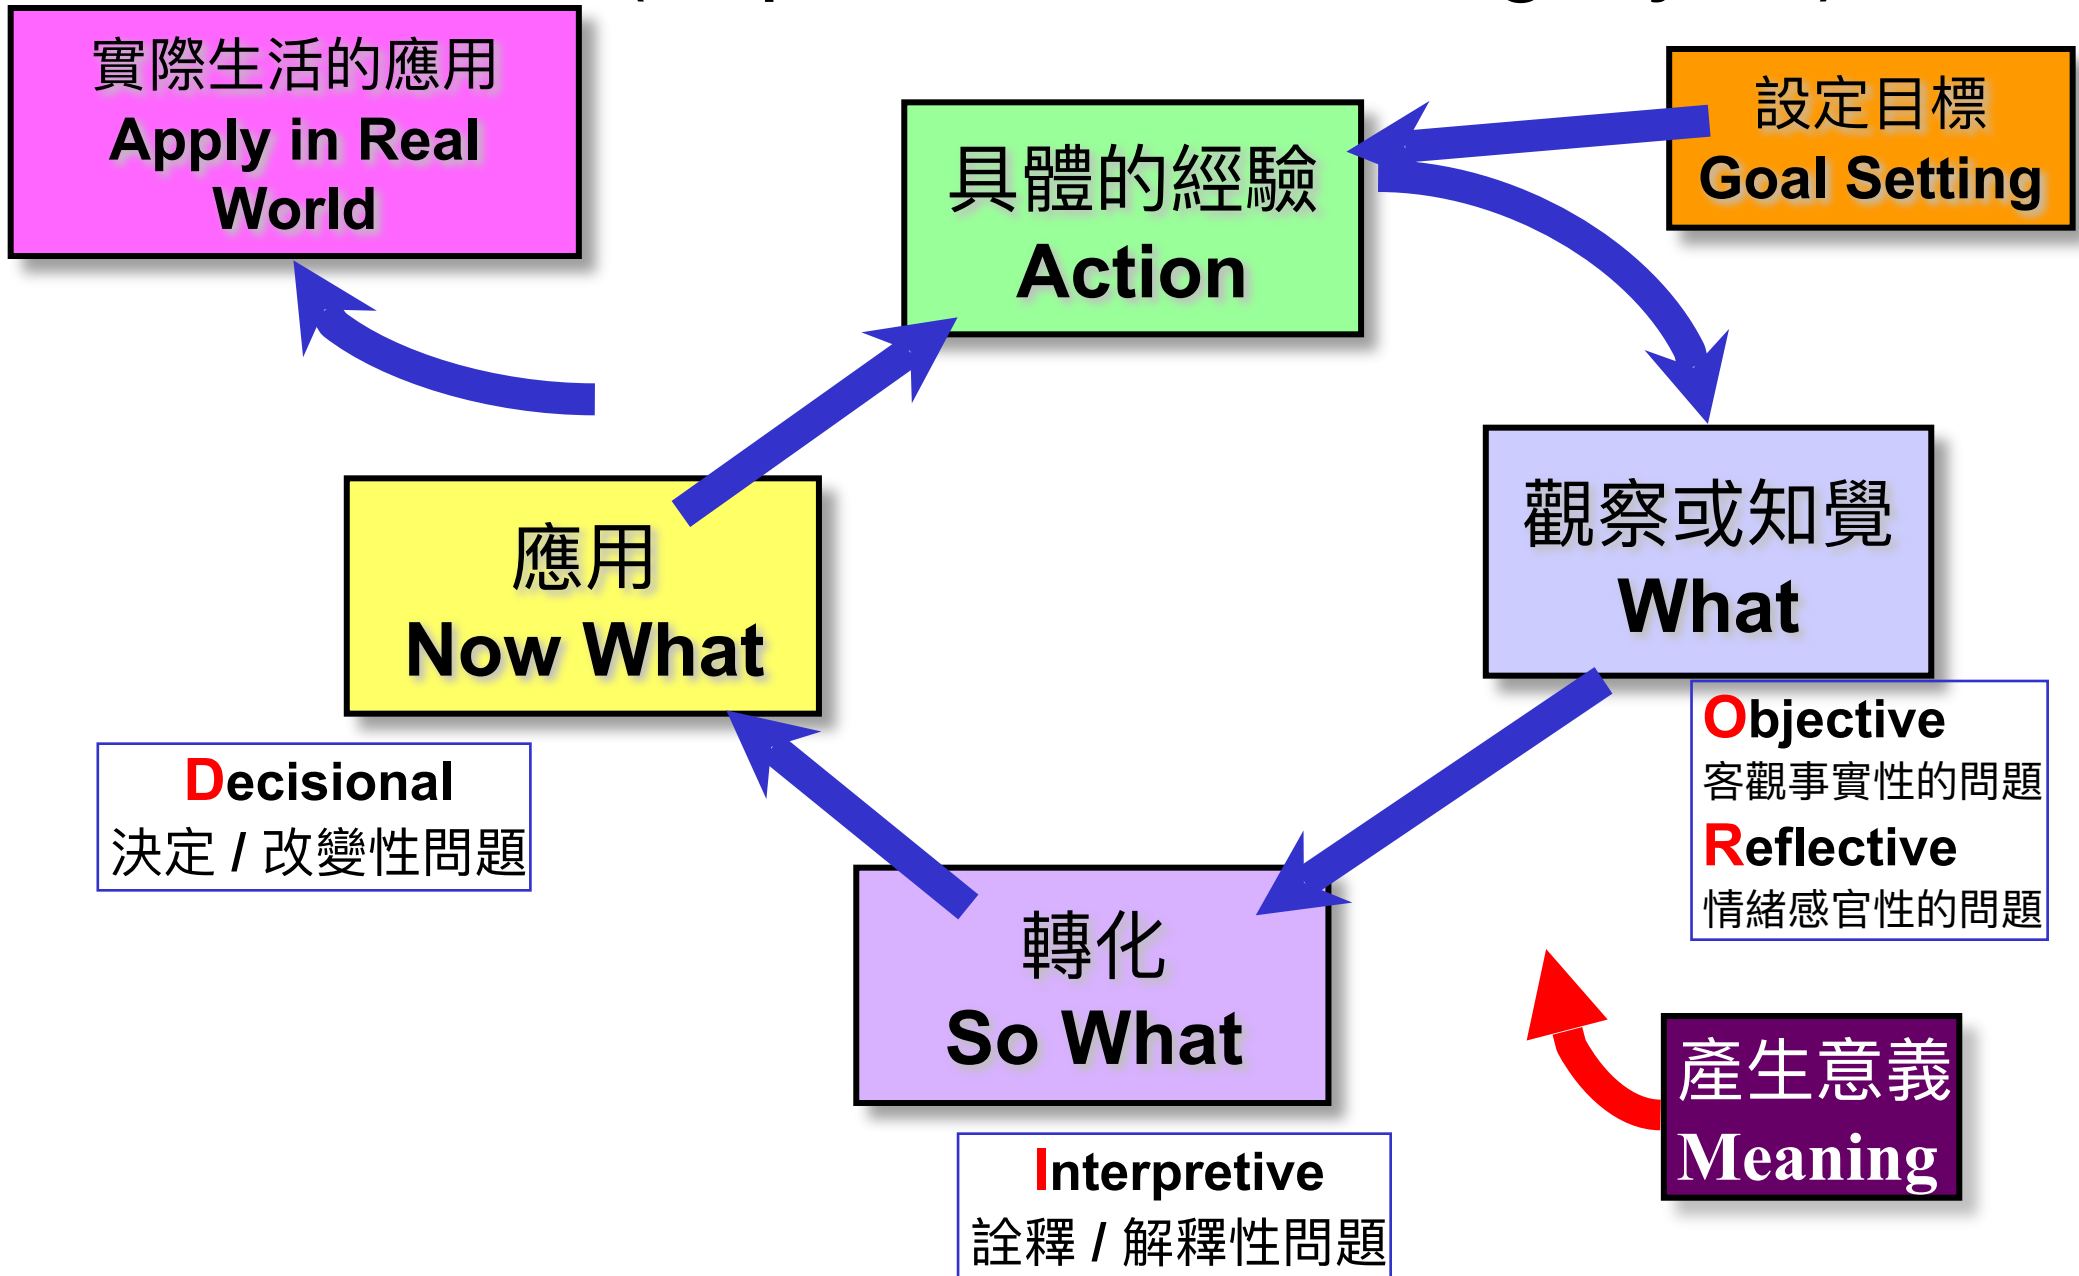 實際生活的應用
Apply in Real
World
具體的經驗
Action
設定目標
Goal Setting
觀察或知覺
What
Objective
客觀事實性的問題
Reflective
情緒感官性的問題
應用
Now What
Decisional
決定 / 改變性問題
轉化
So What
Interpretive
詮釋 / 解釋性問題
產生意義
Meaning